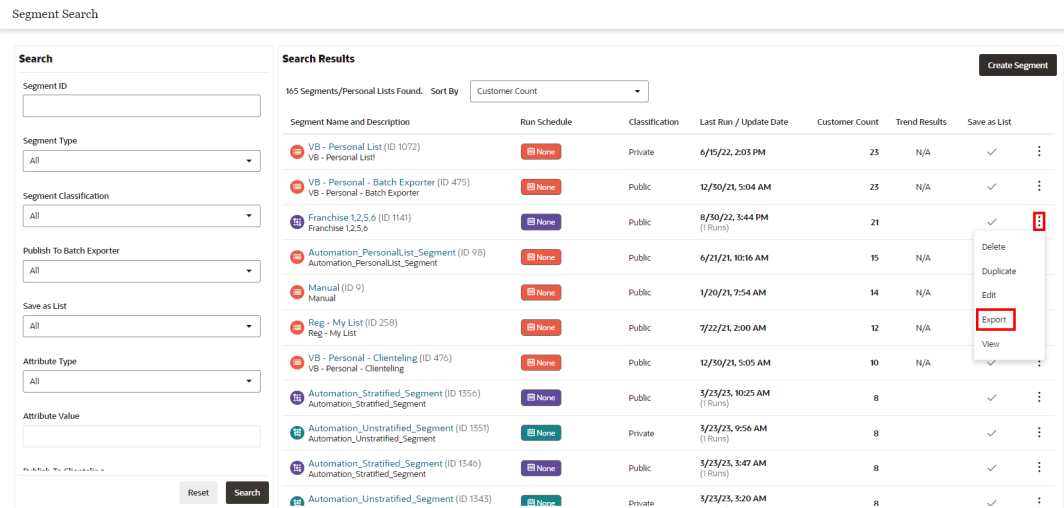 Segment Search
Search
Segment ID
Segment Type
All
Segment Classification
All
Publish To Batch Exporter
All
Save as List
All
Attribute Type
All
Attribute Value
Publish To Clienteling
Reset Search
Search Results
Create Segment
165 Segments/Personal Lists Found. Sort By Customer Count
Segment Name and Description Run Schedule Classification Last Run / Update Date Customer Count Trend Results Save as List
VB - Personal List (ID 1072) None Private 6/15/22, 2:03 PM 23 N/A
VB - Personal List!
VB - Personal - Batch Exporter (ID 475) None Public 12/30/21, 5:04 AM 23 N/A
VB - Personal - Batch Exporter
Franchise 1,2,5,6 (ID 1141) None Public 8/30/22, 3:44 PM 21
Franchise 1,2,5,6 (1 Runs)
Automation_PersonalList_Segment (ID 98) None Public 6/21/21, 10:16 AM 15 N/A
Automation_PersonalList_Segment
Manual (ID 9) None Public 1/20/21, 7:54 AM 14 N/A
Manual
Reg - My List (ID 258) None Public 7/22/21, 2:00 AM 12 N/A
Reg - My List
VB - Personal - Clienteling (ID 476) None Public 12/30/21, 5:05 AM 10 N/A
VB - Personal - Clienteling
Automation_Stratified_Segment (ID 1356) None Public 3/23/23, 10:25 AM 8
Automation_Stratified_Segment (1 Runs)
Automation_Unstratified_Segment (ID 1351) None Private 3/23/23, 9:56 AM 8
Automation_Unstratified_Segment (1 Runs)
Automation_Stratified_Segment (ID 1346) None Public 3/23/23, 3:47 AM 8
Automation_Stratified_Segment (1 Runs)
Automation_Unstratified_Segment (ID 1343) None Private 3/23/23, 3:20 AM 8
Delete
Duplicate
Edit
Export
View